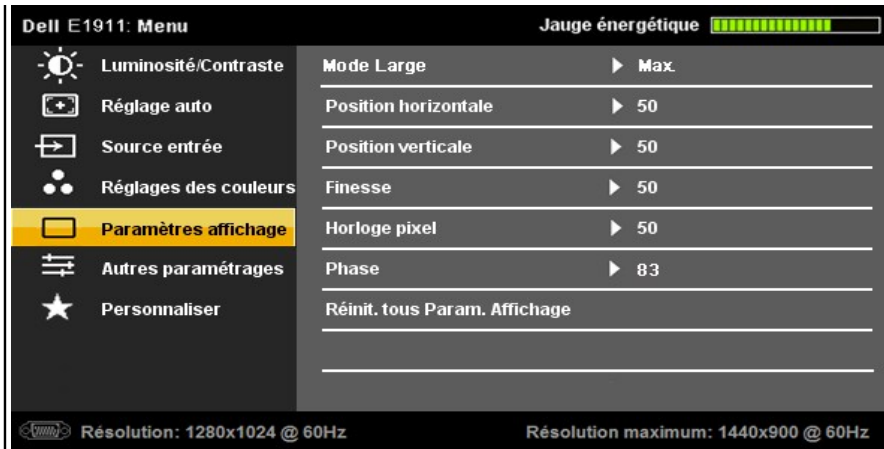 Dell E1911: Menu
Jauge énergétique
Luminosité/Contraste
Réglage auto
Source entrée
Réglages des couleurs
Paramètres affichage
Autres paramétrages
Personnaliser
Mode Large Max.
Position horizontale 50
Position verticale 50
Finesse 50
Horloge pixel 50
Phase 83
Réinit. tous Param. Affichage
Résolution: 1280x1024 @ 60Hz
Résolution maximum: 1440x900 @ 60Hz